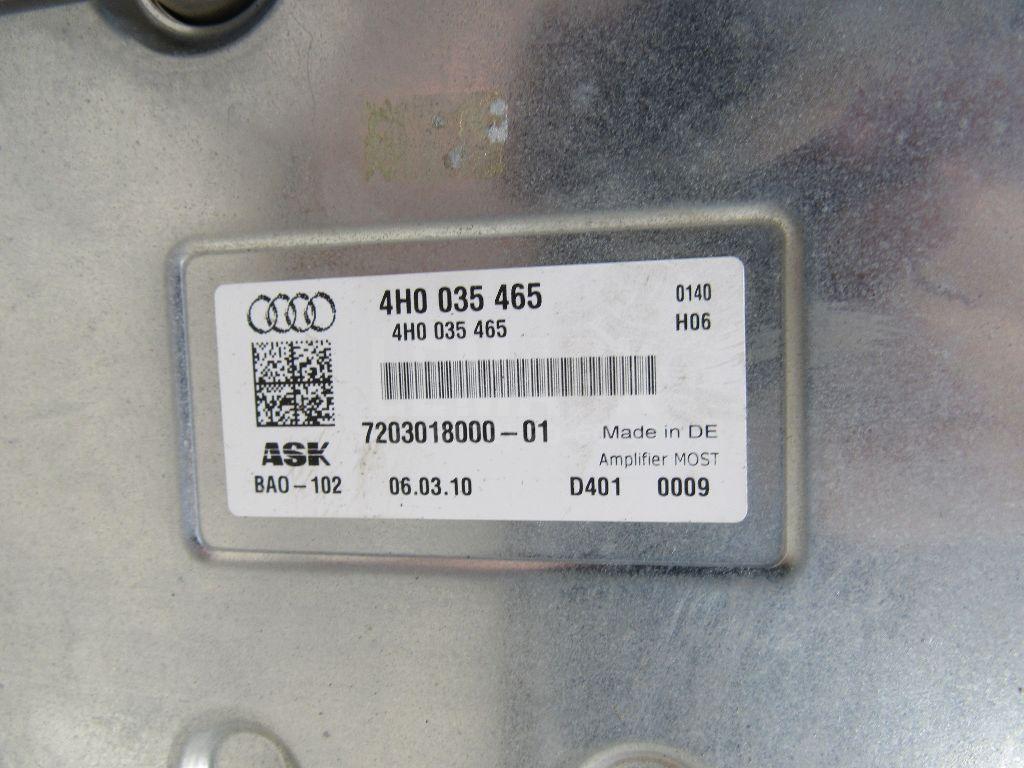 4H0 035 465 0140
4H0 035 465 H06
7203018000-01 Made in DE
ASK Amplifier MOST
BAO-102 06.03.10 D401 0009